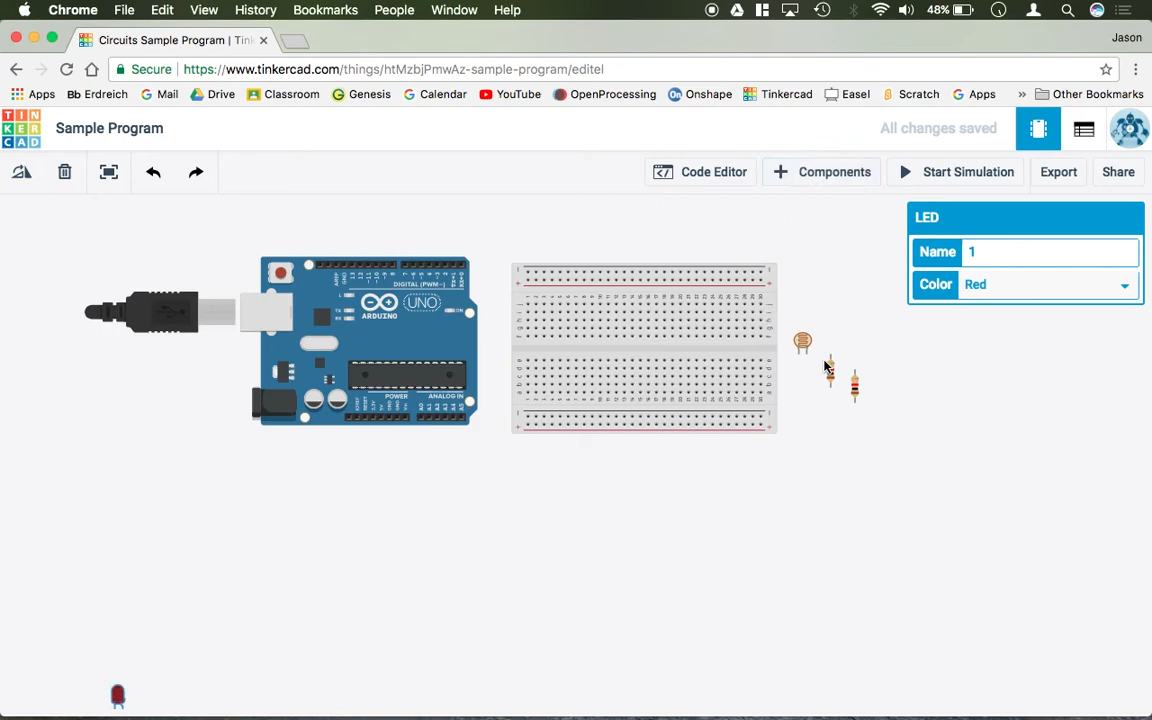 Chrome File Edit View History Bookmarks People Window Help 48%
Circuits Sample Program | Tin
Jason
Secure https://www.tinkercad.com/things/htMzbjPmwAz-sample-program/editel
Apps Bb Erdreich Mail Drive Classroom Genesis Calendar YouTube OpenProcessing Onshape Tinkercad Easel Scratch Apps » Other Bookmarks
TIN
KER
CAD
Sample Program
All changes saved
Code Editor
Components
Start Simulation
Export
Share
LED
Name 1
Color Red
DIGITAL (PWM~)
UNO
ARDUINO
ON
POWER
ANALOG IN